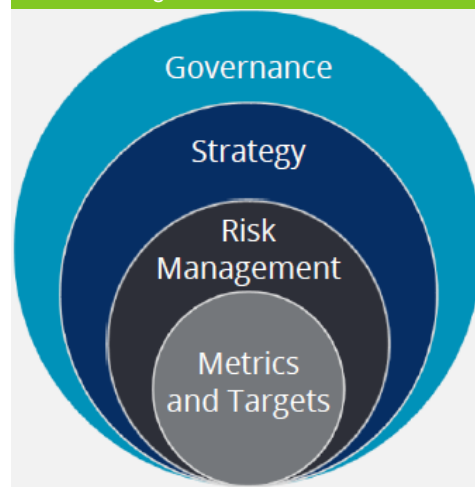 Governance
Strategy
Risk
Management
Metrics
and Targets